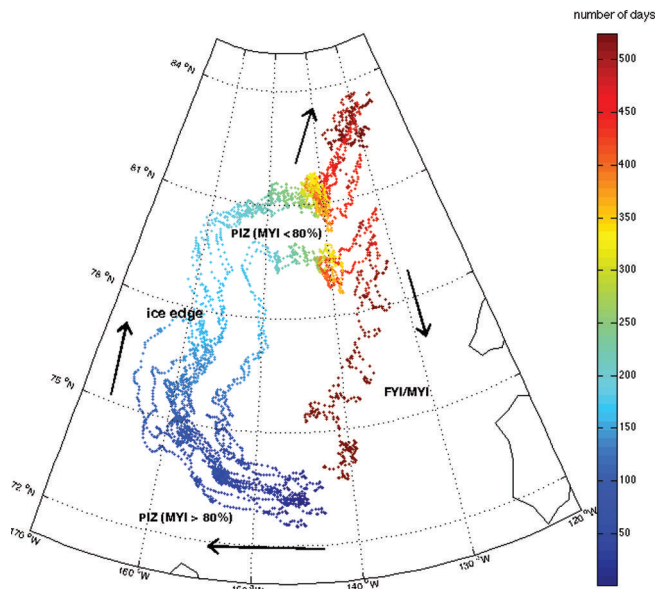 number of days
500
450
400
350
300
250
200
150
100
50
84 °N
81 °N
78 °N
75 °N
72 °N
170 °W
160 °W
150 °W
140 °W
130 °W
120 °W
PIZ (MYI <80%)
ice edge
FYI/MYI
PIZ (MYI > 80%)